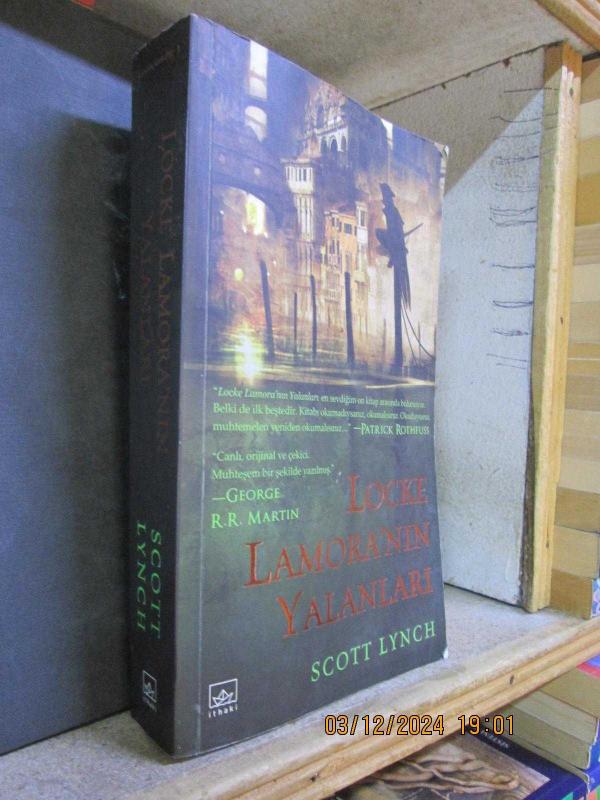 LOCKE LAMORA'NIN
YALANLARI
SCOTT
LYNCH
ithaki
"Locke Lamora'nın Yalanları en sevdiğim on kitap arasında bulunuyor.
Belki de ilk beştedir. Kitabı okumadıysanız, okumalısınız. Okuduysanız,
muhtemelen yeniden okumalısınız..." —PATRICK ROTHFUSS
"Canlı, orijinal ve çekici.
Muhteşem bir şekilde yazılmış."
—GEORGE
R.R. MARTIN
LOCKE
LAMORA'NIN
YALANLARI
SCOTT LYNCH
ithaki
03/12/2024 19:01